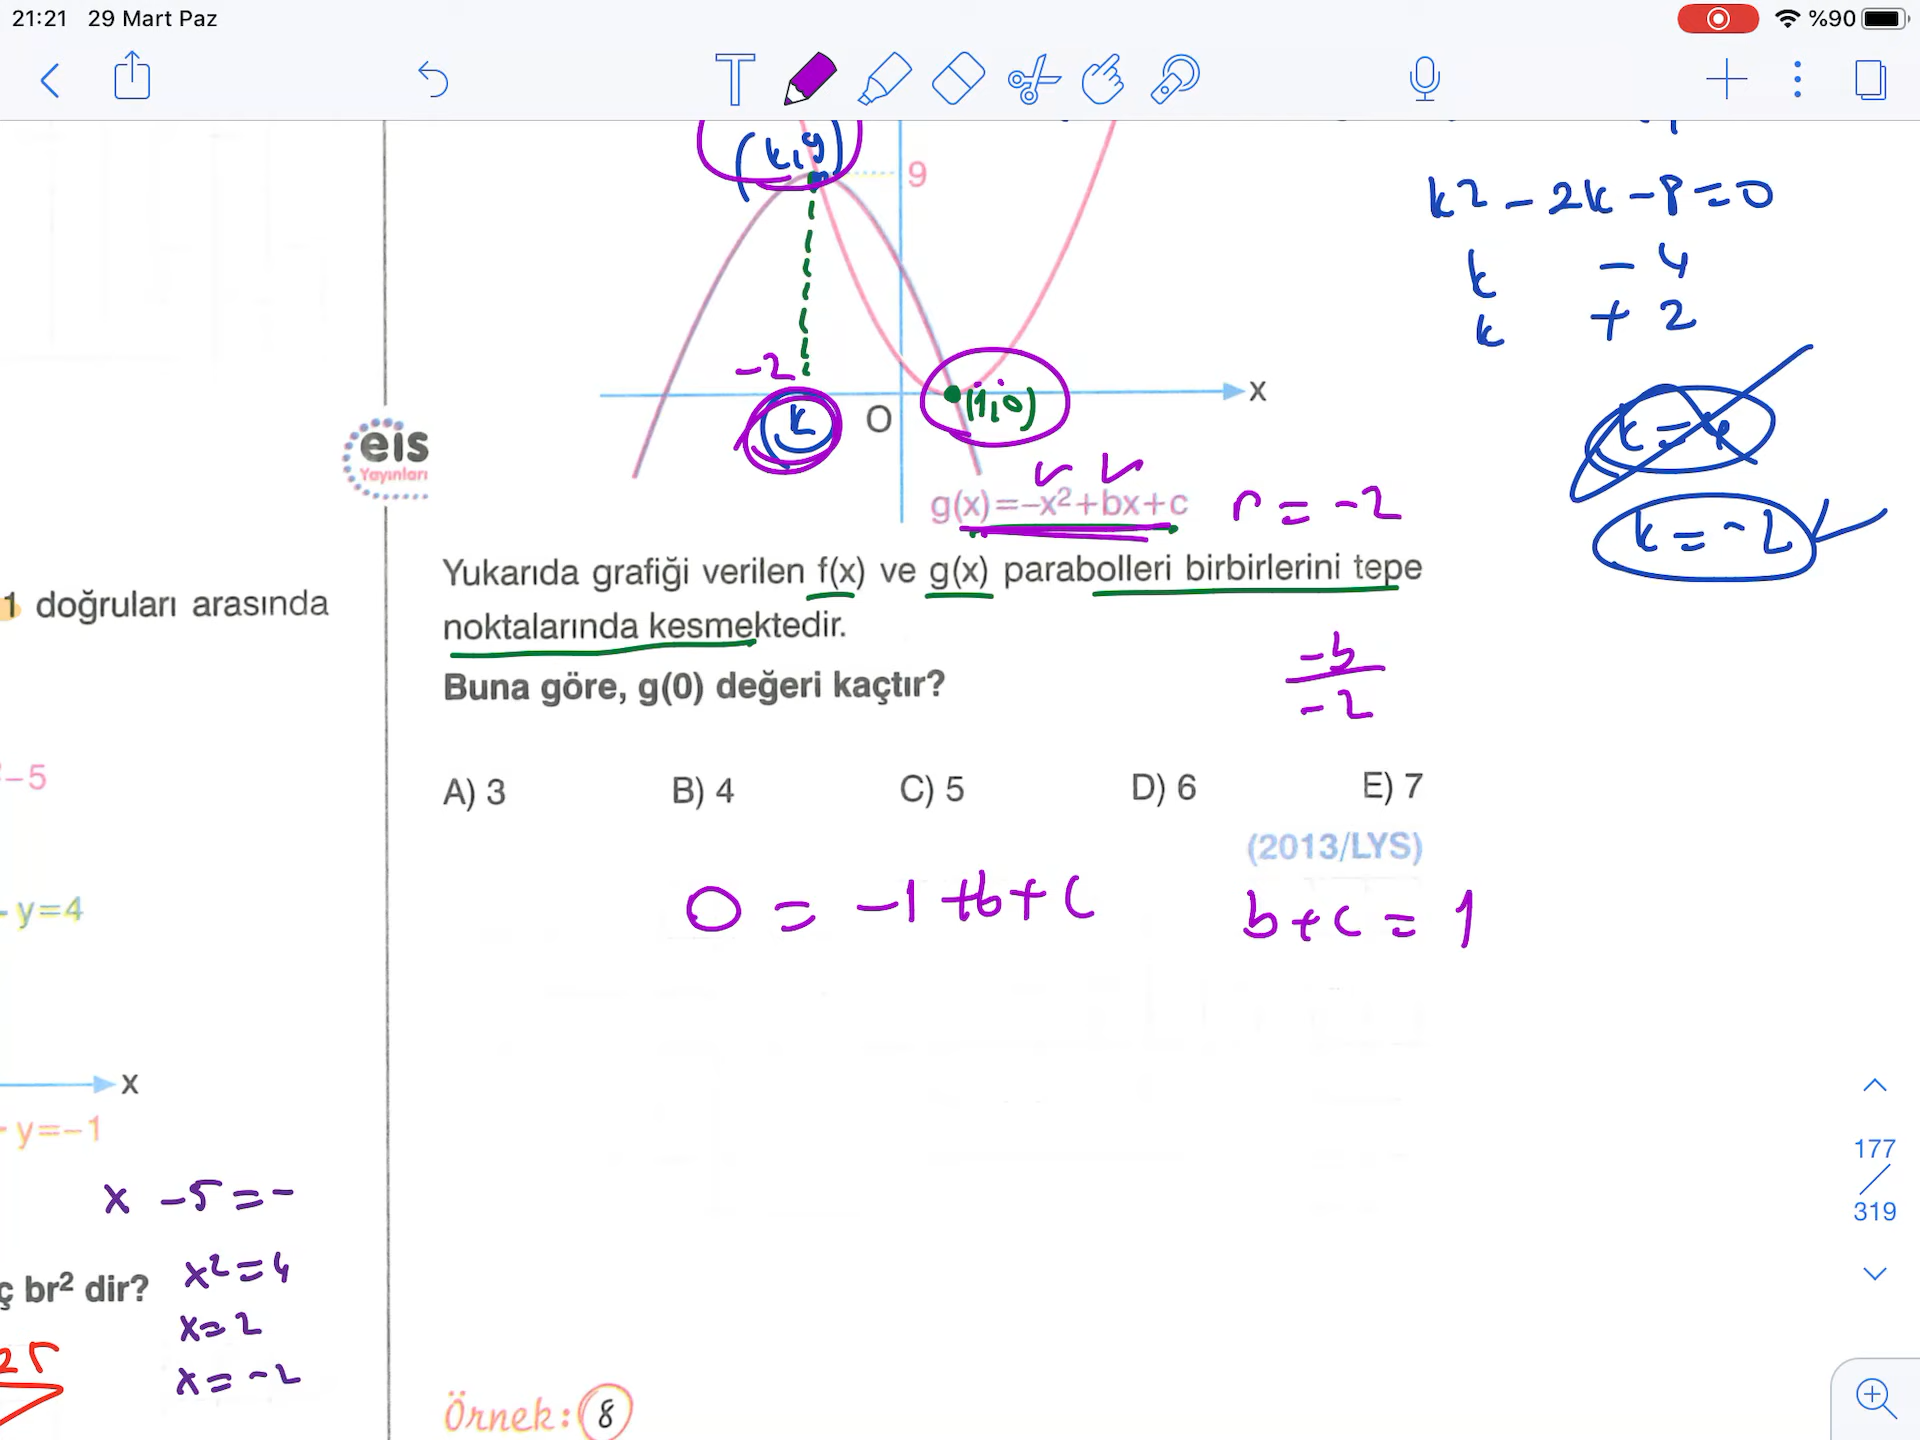 21:21 29 Mart Paz
%90
(k,9)
9
k2 - 2k - 8 = 0
k - 4
k + 2
-2
k
O
(1,0)
x
k = 4
k = -2
eis
Yayınları
g(x)=-x²+bx+c
r = -2
Yukarıda grafiği verilen f(x) ve g(x) parabolleri birbirlerini tepe
noktalarında kesmektedir.
Buna göre, g(0) değeri kaçtır?
-b
-2
A) 3 B) 4 C) 5 D) 6 E) 7
(2013/LYS)
0 = -1 + b + c
b + c = 1
1 doğruları arasında
-5
y=4
x
y=-1
x -5 = -
ç br² dir?
x² = 4
x = 2
x = -2
25
Örnek: 8
177
319